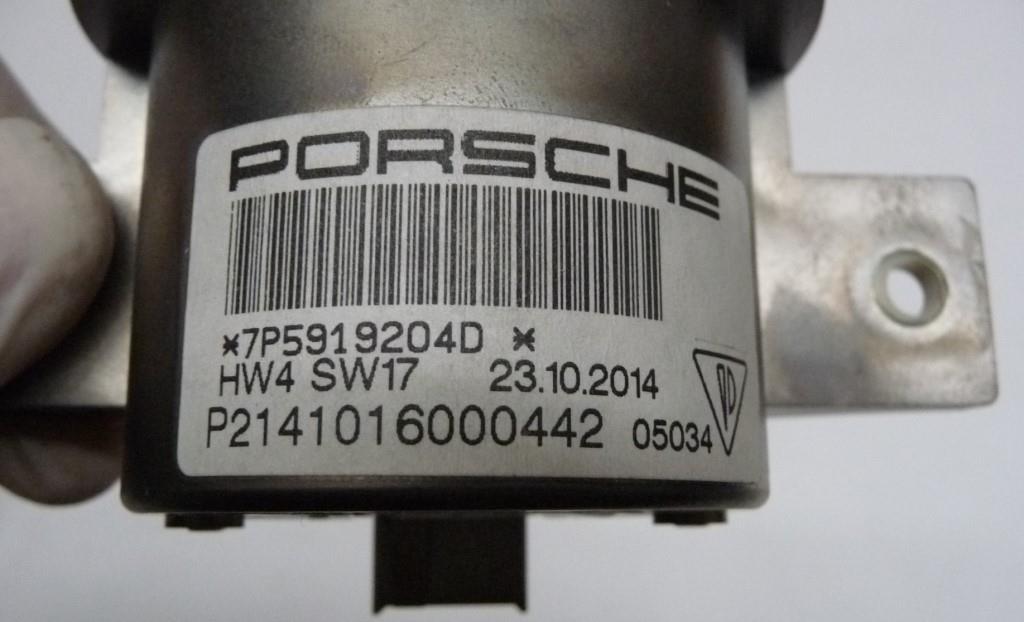 PORSCHE
*7P5919204D *
HW4 SW17 23.10.2014
P2141016000442 05034